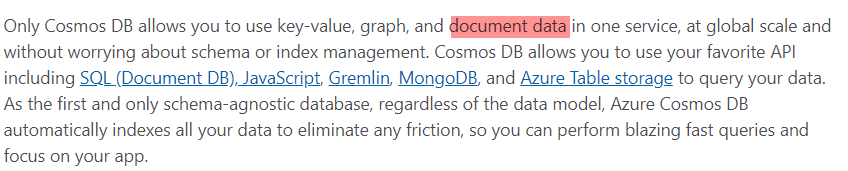 Only Cosmos DB allows you to use key-value, graph, and document data in one service, at global scale and
without worrying about schema or index management. Cosmos DB allows you to use your favorite API
including SQL (Document DB), JavaScript, Gremlin, MongoDB, and Azure Table storage to query your data.
As the first and only schema-agnostic database, regardless of the data model, Azure Cosmos DB
automatically indexes all your data to eliminate any friction, so you can perform blazing fast queries and
focus on your app.